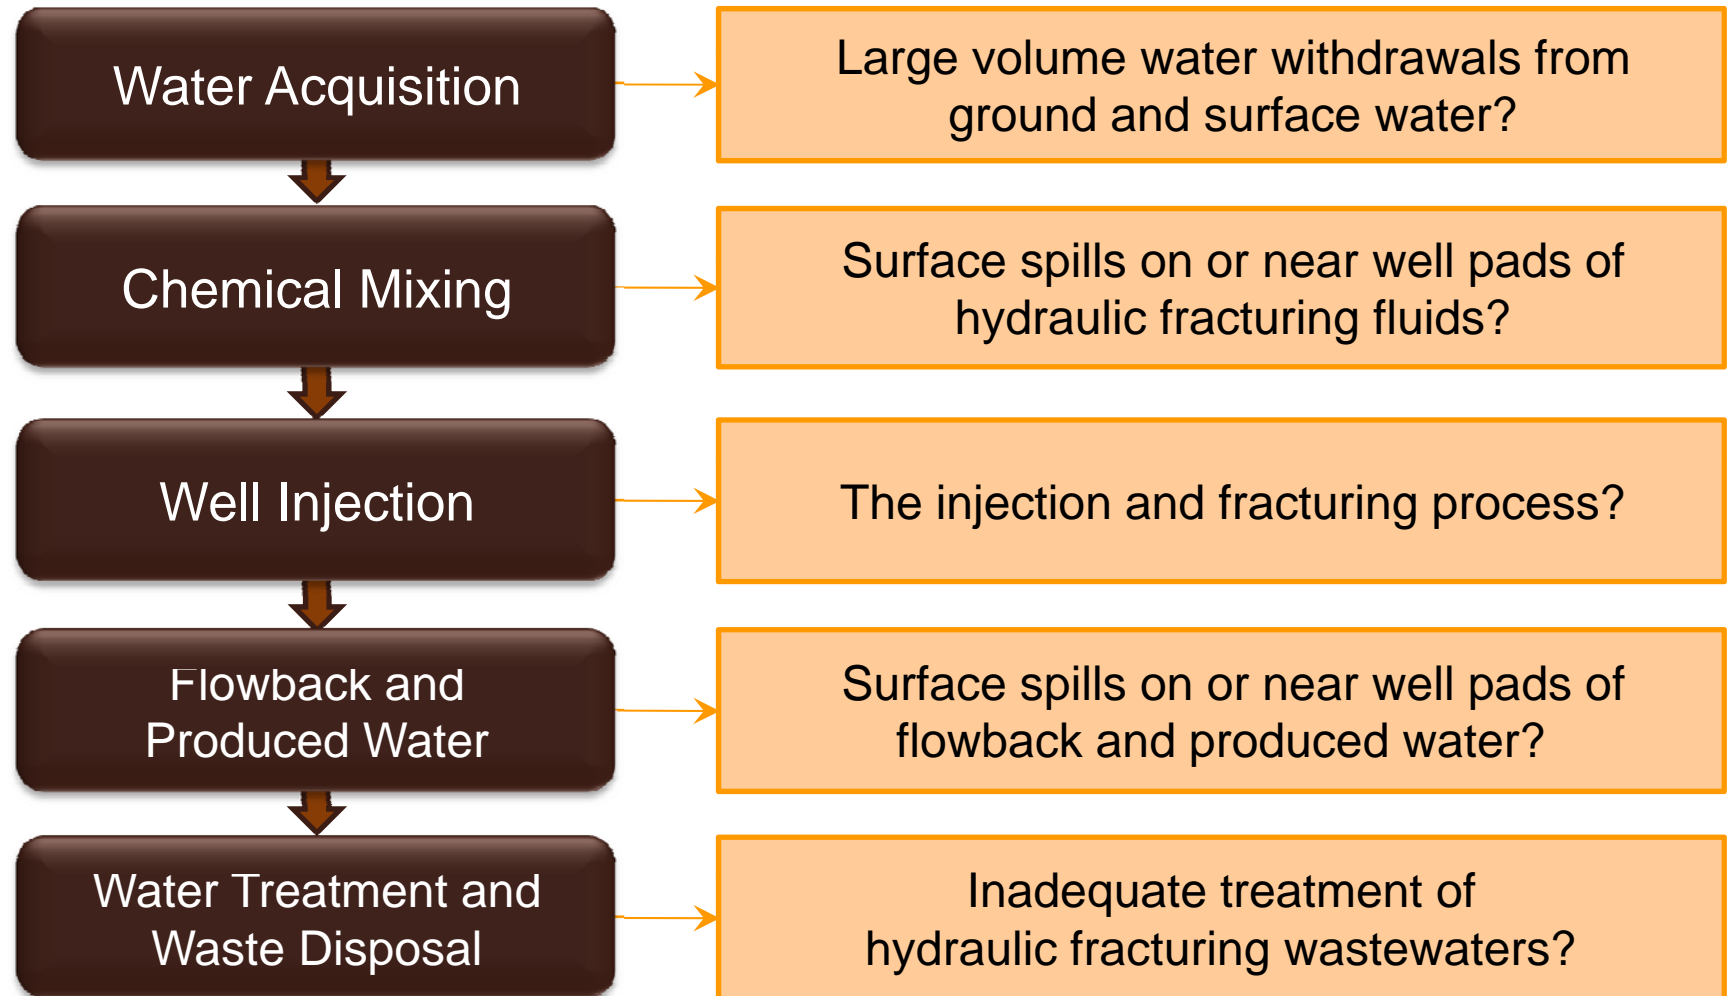 Water Acquisition
Large volume water withdrawals from
ground and surface water?
Chemical Mixing
Surface spills on or near well pads of
hydraulic fracturing fluids?
Well Injection
The injection and fracturing process?
Flowback and
Produced Water
Surface spills on or near well pads of
flowback and produced water?
Water Treatment and
Waste Disposal
Inadequate treatment of
hydraulic fracturing wastewaters?